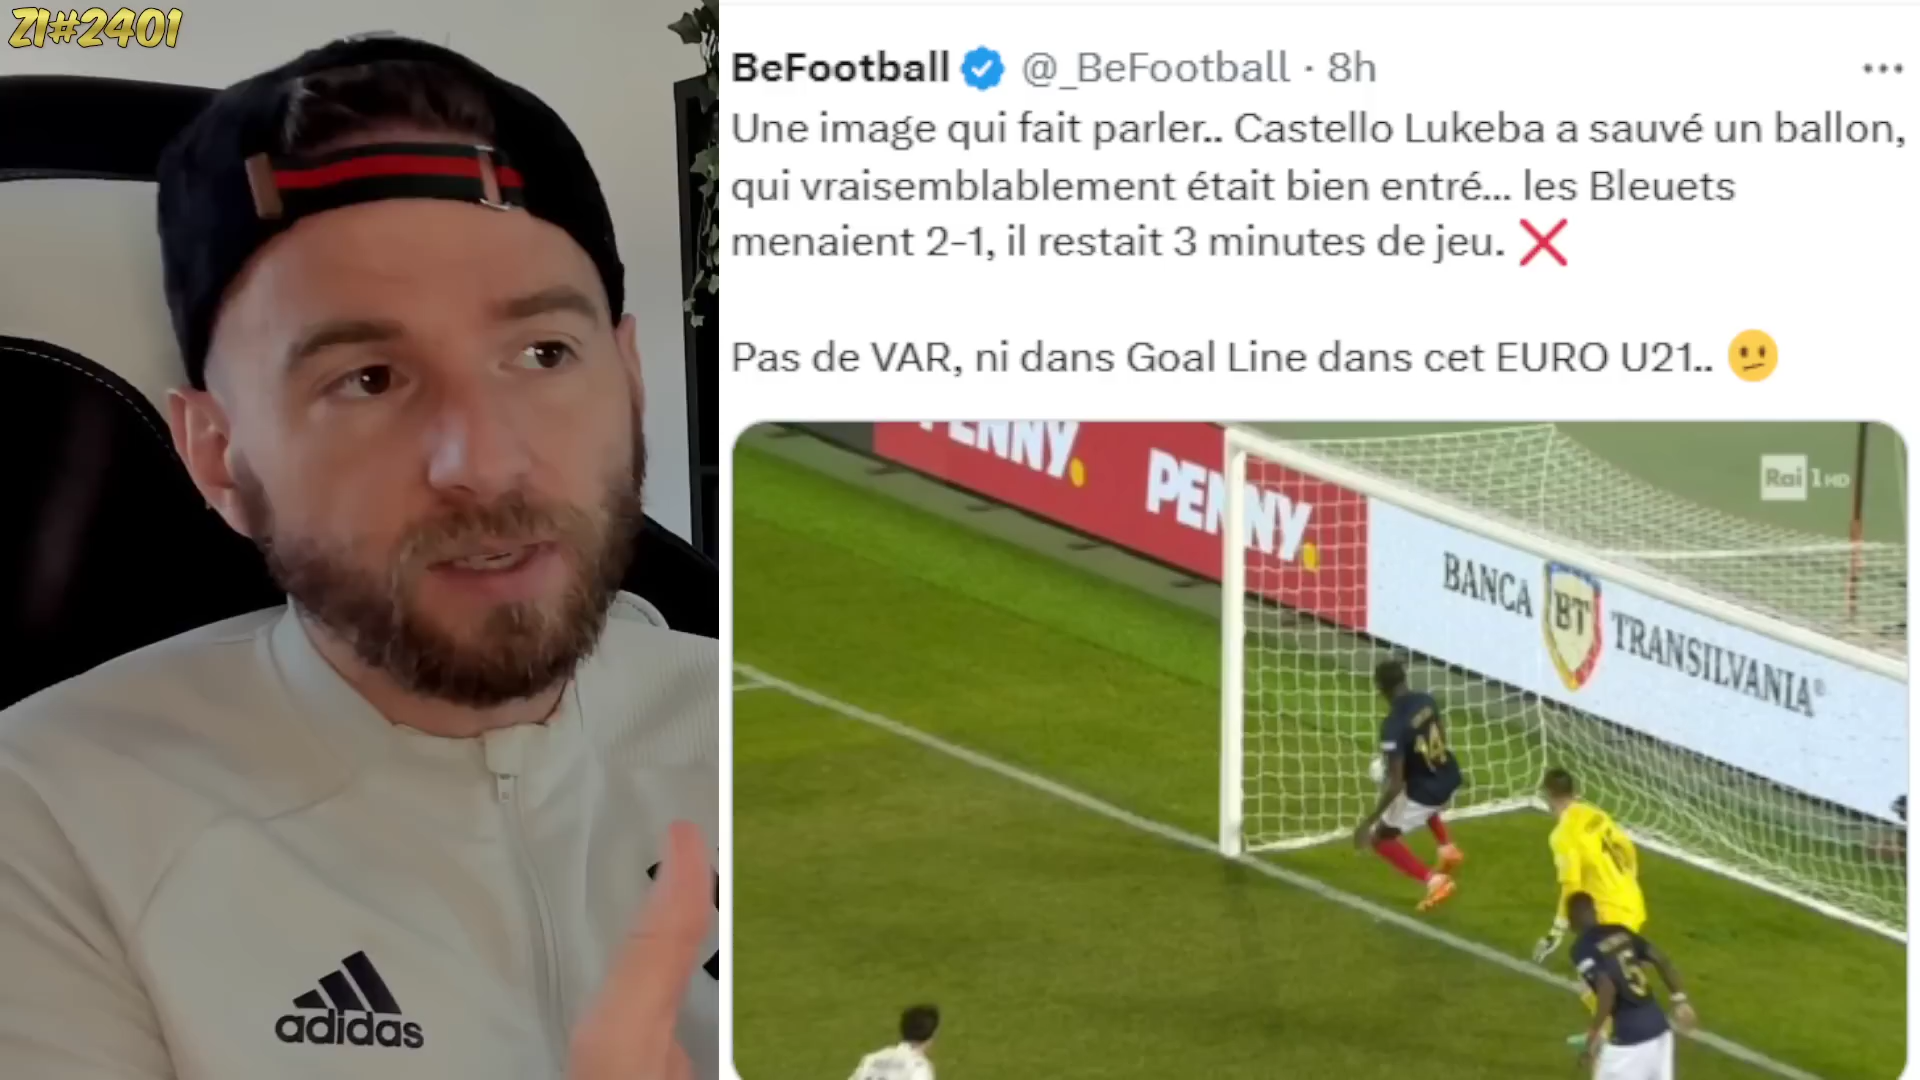 ZI#2401
BeFootball @_BeFootball · 8h
Une image qui fait parler.. Castello Lukeba a sauvé un ballon,
qui vraisemblablement était bien entré... les Bleuets
menaient 2-1, il restait 3 minutes de jeu. ❌
Pas de VAR, ni dans Goal Line dans cet EURO U21.. 🫤
PENNY.
PENNY.
Rai 1 HD
BANCA BT TRANSILVANIA®
14
5
adidas